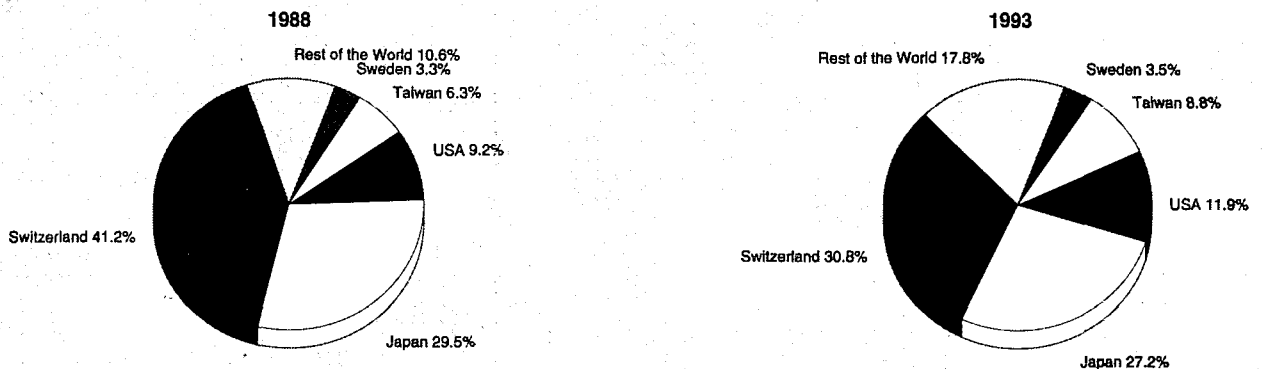 1988
Rest of the World 10.6%
Sweden 3.3%
Taiwan 6.3%
USA 9.2%
Switzerland 41.2%
Japan 29.5%
1993
Rest of the World 17.8%
Sweden 3.5%
Taiwan 8.8%
USA 11.9%
Switzerland 30.8%
Japan 27.2%